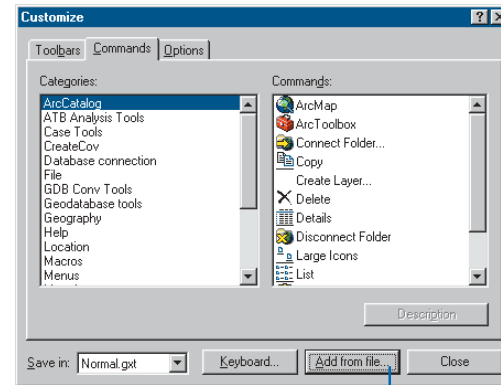 Customize
Toolbars Commands Options
Categories:
ArcCatalog
ATB Analysis Tools
Case Tools
CreateCov
Database connection
File
GDB Conv Tools
Geodatabase tools
Geography
Help
Location
Macros
Menus
Commands:
ArcMap
ArcToolbox
Connect Folder...
Copy
Create Layer...
Delete
Details
Disconnect Folder
Large Icons
List
Description
Save in: Normal.gxt Keyboard... Add from file... Close